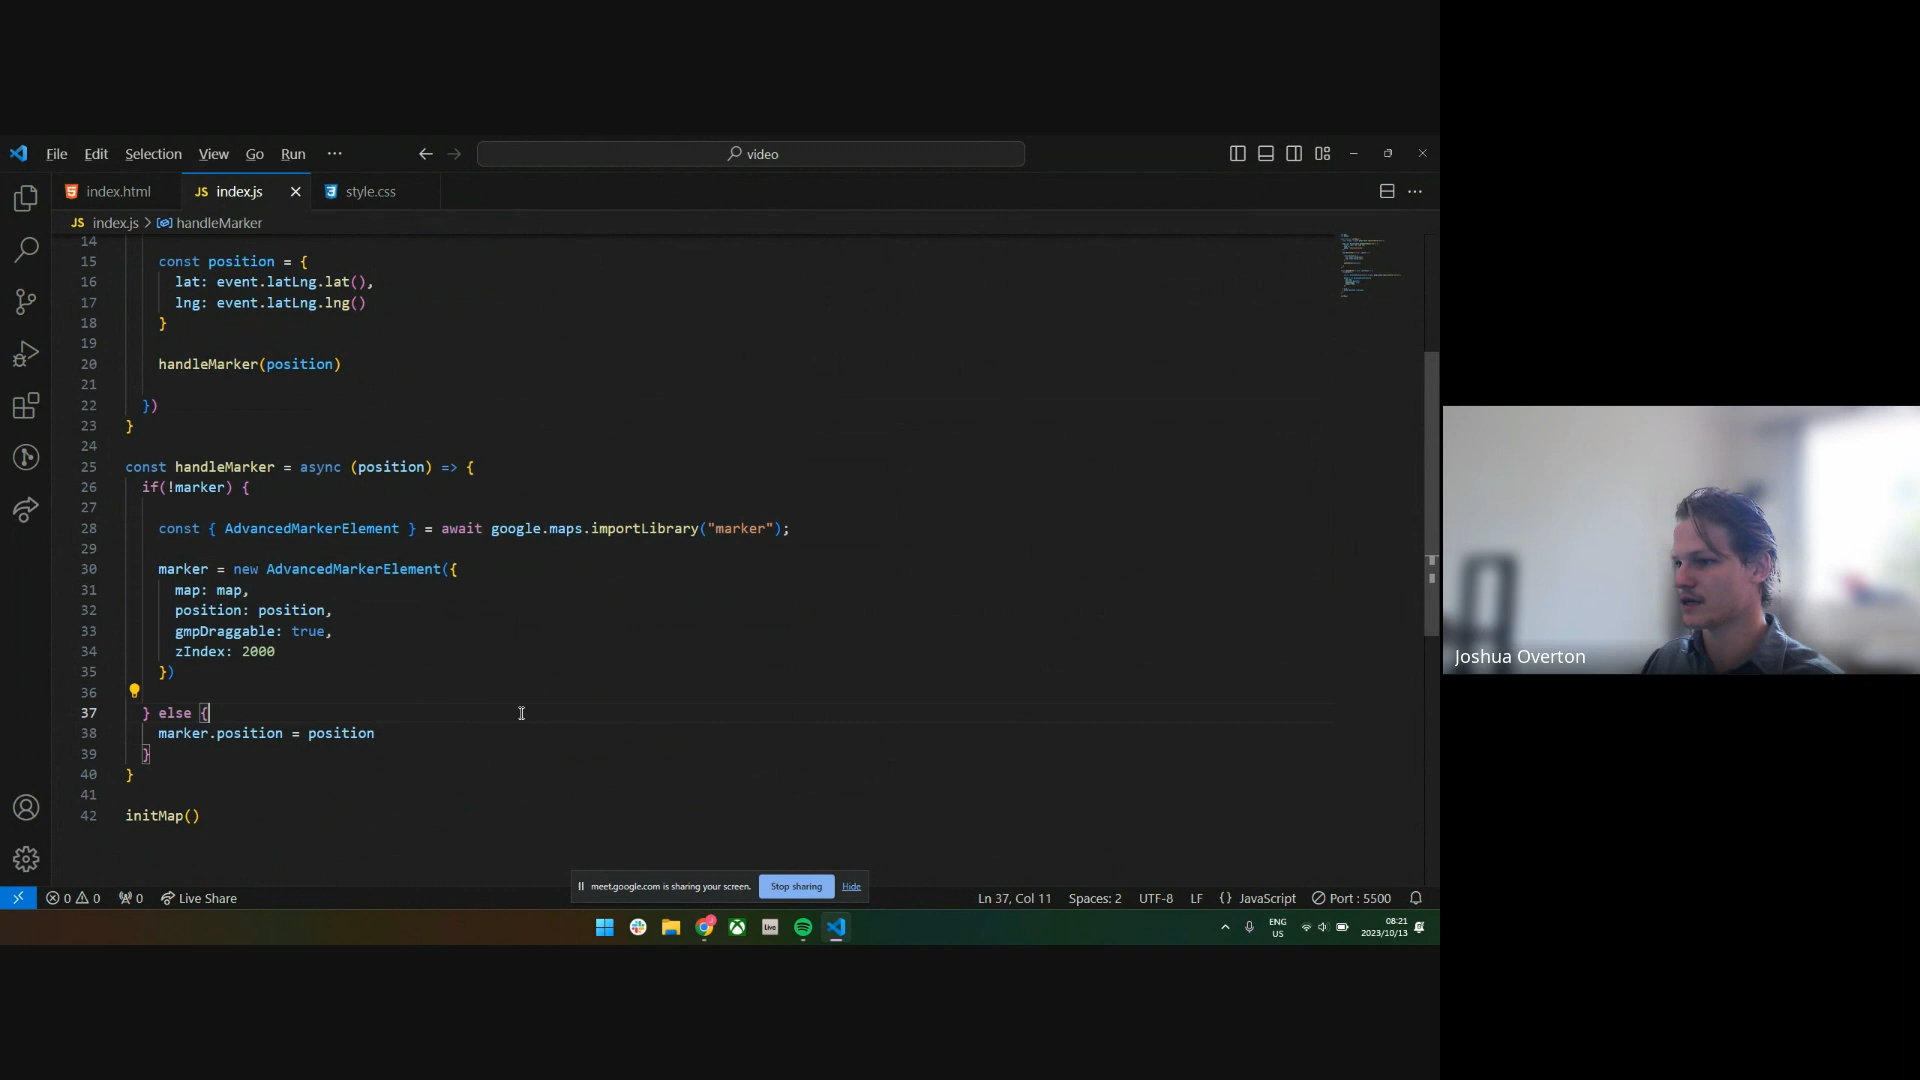 File Edit Selection View Go Run ···
video
index.html
JS index.js
style.css
JS index.js > handleMarker
14
15 const position = {
16 lat: event.latLng.lat(),
17 lng: event.latLng.lng()
18 }
19
20 handleMarker(position)
21
22 })
23 }
24
25 const handleMarker = async (position) => {
26 if(!marker) {
27
28 const { AdvancedMarkerElement } = await google.maps.importLibrary("marker");
29
30 marker = new AdvancedMarkerElement({
31 map: map,
32 position: position,
33 gmpDraggable: true,
34 zIndex: 2000
35 })
36
37 } else {
38 marker.position = position
39 }
40 }
41
42 initMap()
Joshua Overton
meet.google.com is sharing your screen. Stop sharing Hide
0 0 0 Live Share
Ln 37, Col 11 Spaces: 2 UTF-8 LF {} JavaScript Port : 5500
Live
ENG
US
08:21
2023/10/13